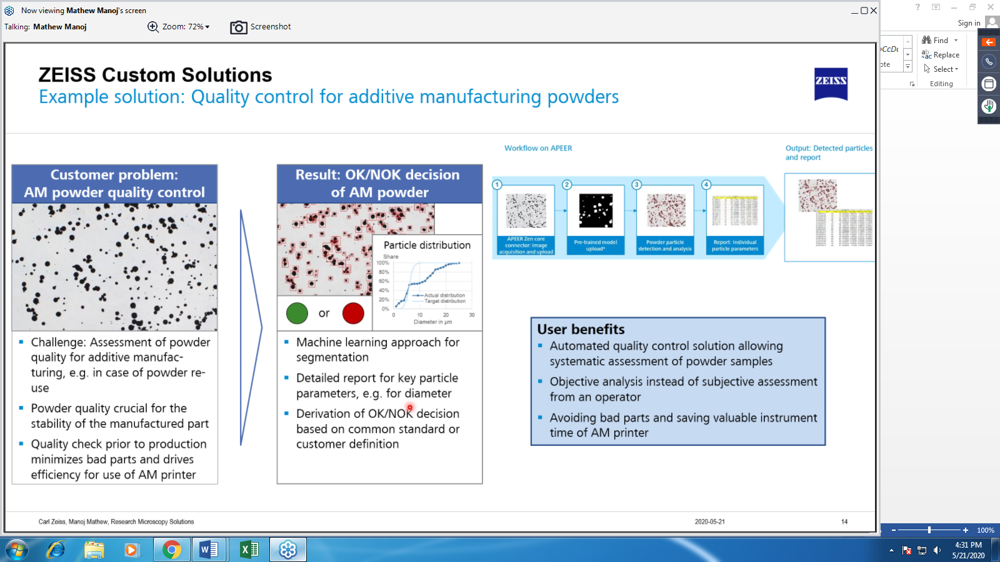 Now viewing Mathew Manoj's screen
Talking: Mathew Manoj
Zoom: 72%
Screenshot
Sign in
Find
Replace
Select
Editing
ote
ZEISS Custom Solutions
Example solution: Quality control for additive manufacturing powders
ZEISS
Customer problem:
AM powder quality control
Challenge: Assessment of powder
quality for additive manufac-
turing, e.g. in case of powder re-
use
Powder quality crucial for the
stability of the manufactured part
Quality check prior to production
minimizes bad parts and drives
efficiency for use of AM printer
Result: OK/NOK decision
of AM powder
Particle distribution
Share
100%
80%
60%
40%
20%
0%
Actual distribution
Target distribution
0 10 20 30
Diameter in µm
or
Machine learning approach for
segmentation
Detailed report for key particle
parameters, e.g. for diameter
Derivation of OK/NOK decision
based on common standard or
customer definition
Workflow on APEER
1
APEER Zen core
connector: Image
acquisition and upload
2
Pre-trained model
upload*
3
Powder particle
detection and analysis
4
Report: Individual
particle parameters
Output: Detected particles
and report
User benefits
Automated quality control solution allowing
systematic assessment of powder samples
Objective analysis instead of subjective assessment
from an operator
Avoiding bad parts and saving valuable instrument
time of AM printer
Carl Zeiss, Manoj Mathew, Research Microscopy Solutions
2020-05-21
14
100%
4:31 PM
5/21/2020